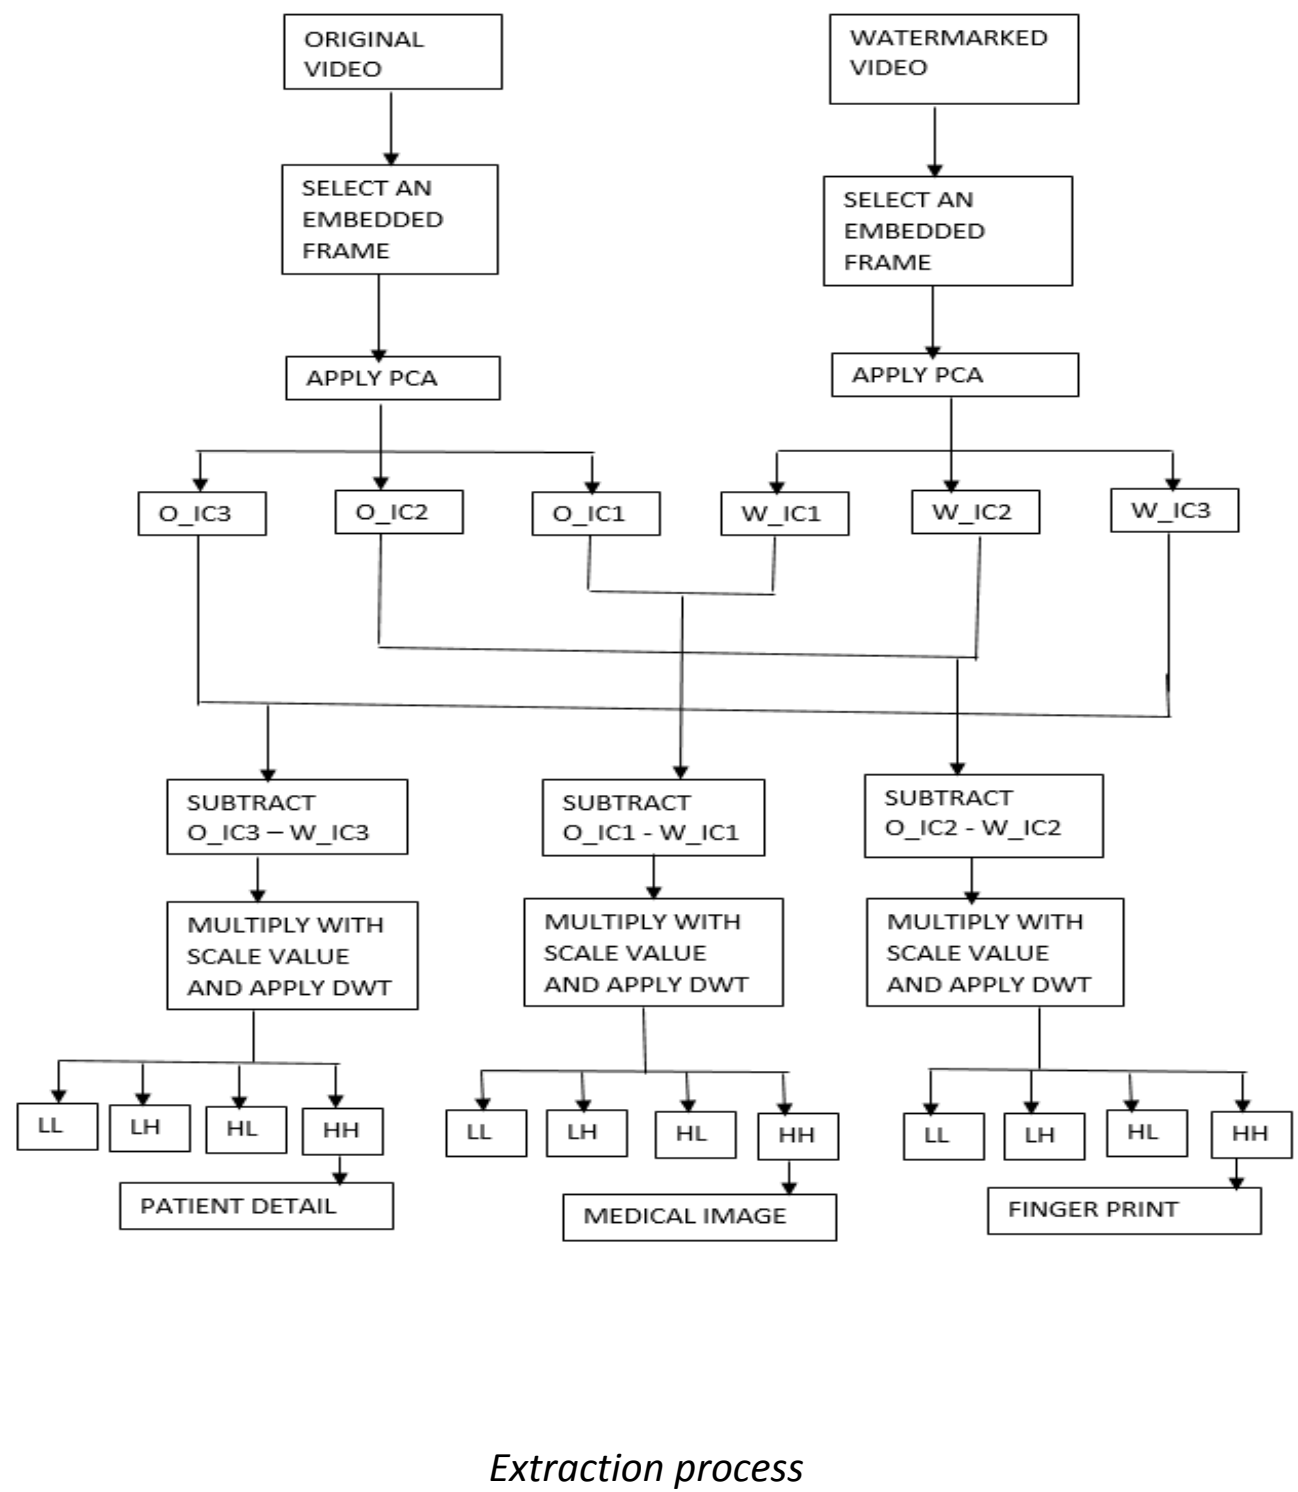 ORIGINAL
VIDEO
WATERMARKED
VIDEO
SELECT AN
EMBEDDED
FRAME
SELECT AN
EMBEDDED
FRAME
APPLY PCA
APPLY PCA
O_IC3
O_IC2
O_IC1
W_IC1
W_IC2
W_IC3
SUBTRACT
O_IC3 – W_IC3
SUBTRACT
O_IC1 - W_IC1
SUBTRACT
O_IC2 - W_IC2
MULTIPLY WITH
SCALE VALUE
AND APPLY DWT
MULTIPLY WITH
SCALE VALUE
AND APPLY DWT
MULTIPLY WITH
SCALE VALUE
AND APPLY DWT
LL
LH
HL
HH
LL
LH
HL
HH
LL
LH
HL
HH
PATIENT DETAIL
MEDICAL IMAGE
FINGER PRINT
Extraction process